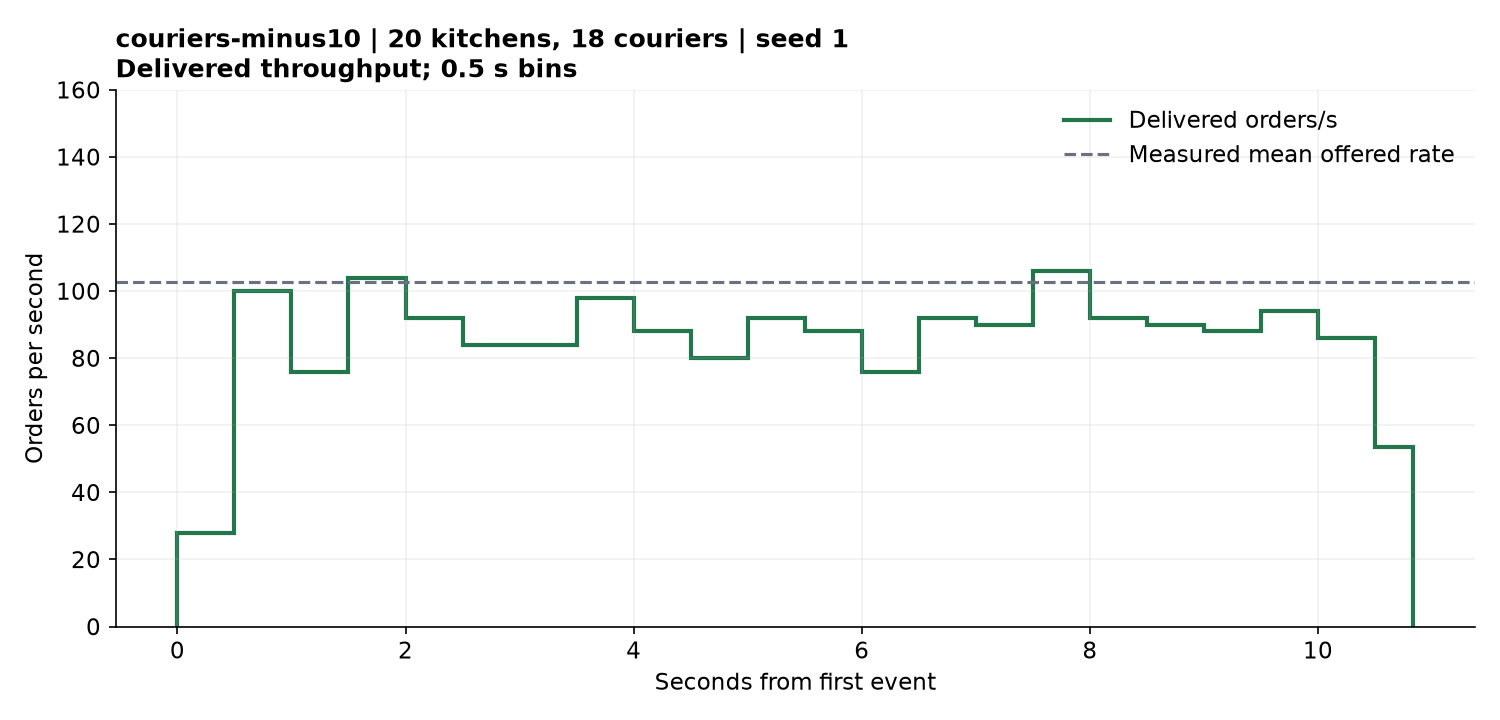 couriers-minus10 | 20 kitchens, 18 couriers | seed 1
Delivered throughput; 0.5 s bins
Delivered orders/s
Measured mean offered rate
Orders per second
160
140
120
100
80
60
40
20
0
0 2 4 6 8 10
Seconds from first event